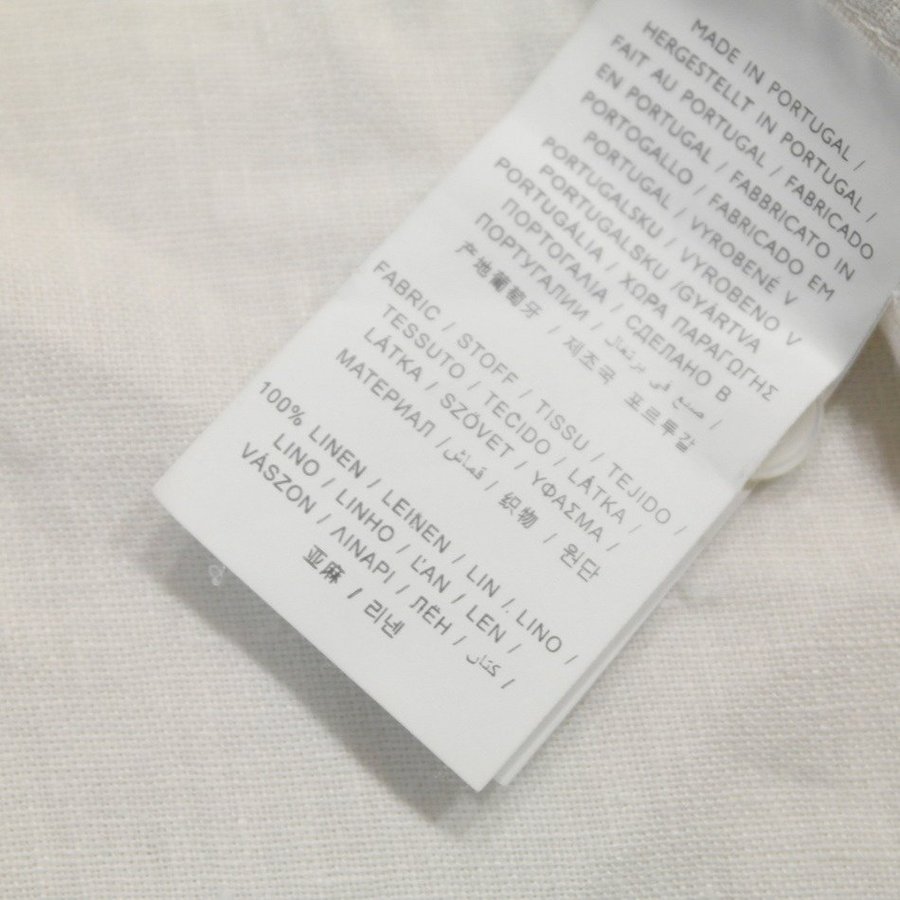 MADE IN PORTUGAL /
HERGESTELLT IN PORTUGAL /
FAIT AU PORTUGAL / FABRICADO
EN PORTUGAL / FABBRICATO IN
PORTOGALLO / FABRICADO EM
PORTUGAL / VYROBENÉ V
PORTUGALSKU / VYROBENO V
PORTUGALSKU /GYÁRTVA
PORTUGÁLIA / ΧΩΡΑ ΠΑΡΑΓΩΓΗΣ
ΠΟΡΤΟΓΑΛΙΑ / СДЕЛАНО В
ПОРТУГАЛИИ / صنع في برتغال /
产地葡萄牙 / 제조국 포르투갈
FABRIC / STOFF / TISSU / TEJIDO /
TESSUTO / TECIDO / LÁTKA /
LÁTKA / SZÖVET / ΥΦΑΣΜΑ /
МАТЕРИАЛ / قماش / 织物 / 원단
100% LINEN / LEINEN / LIN / LINO /
LINO / LINHO / ĽAN / LEN /
VÁSZON / ΛΙΝΑΡΙ / ЛЁН / كتان /
亚麻 / 리넨